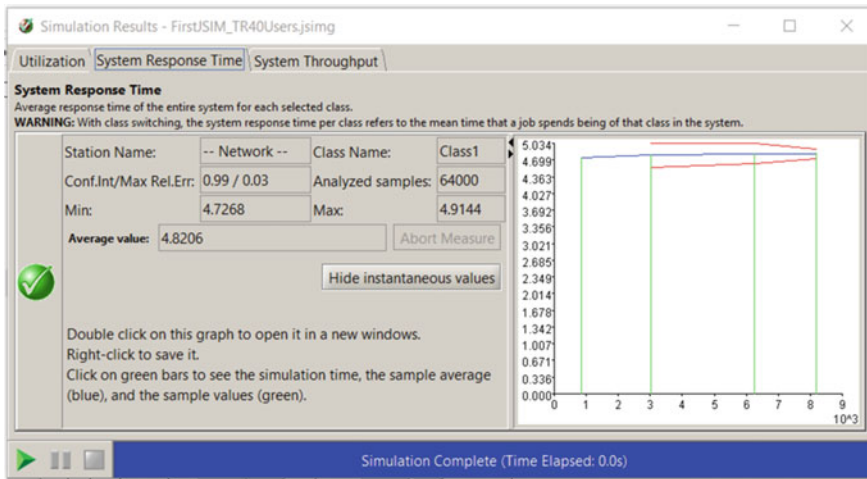 Simulation Results - FirstJSIM_TR40Users.jsimg
Utilization System Response Time System Throughput
System Response Time
Average response time of the entire system for each selected class.
WARNING: With class switching, the system response time per class refers to the mean time that a job spends being of that class in the system.
Station Name: -- Network -- Class Name: Class1
Conf.Int/Max Rel.Err: 0.99 / 0.03 Analyzed samples: 64000
Min: 4.7268 Max: 4.9144
Average value: 4.8206 Abort Measure
Hide instantaneous values
Double click on this graph to open it in a new windows.
Right-click to save it.
Click on green bars to see the simulation time, the sample average
(blue), and the sample values (green).
5.034
4.699
4.363
4.027
3.692
3.356
3.021
2.685
2.349
2.014
1.678
1.342
1.007
0.671
0.336
0.000
0 1 2 3 4 5 6 7 8 9
10^3
Simulation Complete (Time Elapsed: 0.0s)